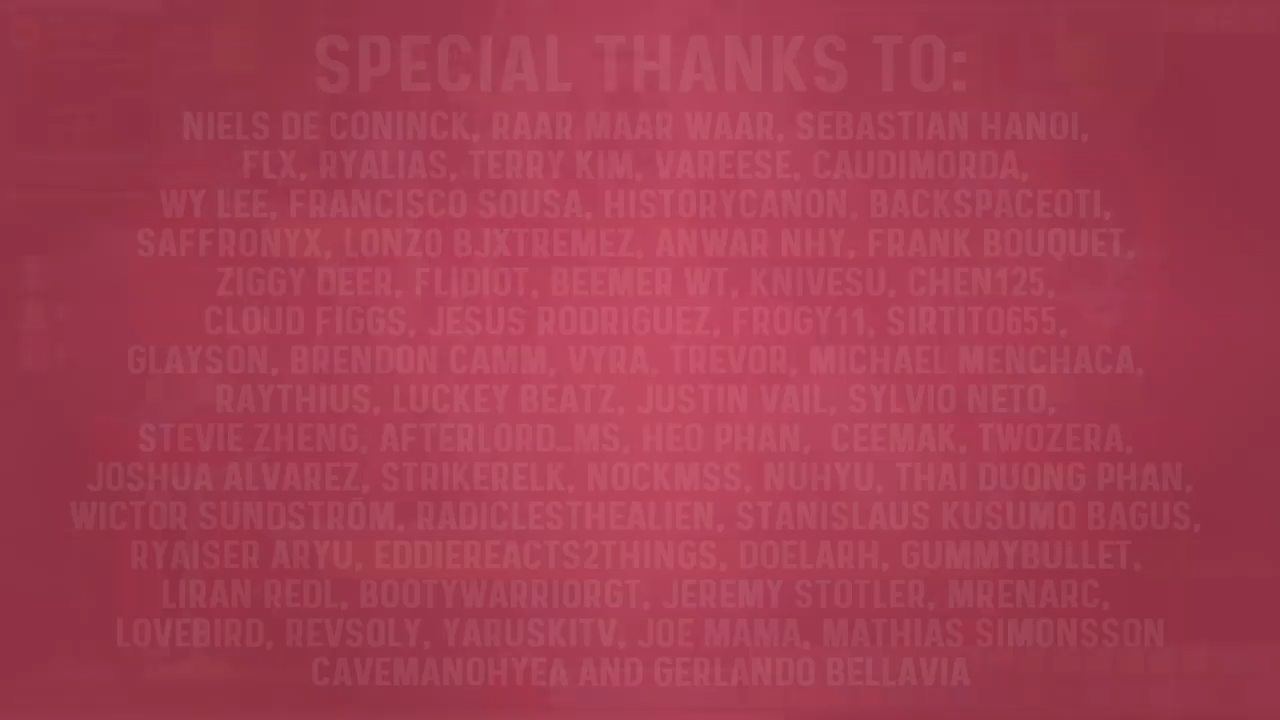 SPECIAL THANKS TO:
NIELS DE CONINCK, RAAR MAAR WAAR, SEBASTIAN HANOI,
FLX, RYALIAS, TERRY KIM, VAREESE, CAUDIMORDA,
WY LEE, FRANCISCO SOUSA, HISTORYCANON, BACKSPACEOTI,
SAFFRONYX, LONZO BJXTREMEZ, ANWAR NHY, FRANK BOUQUET,
ZIGGY DEER, FLIDIOT, BEEMER WT, KNIVESU, CHEN125,
CLOUD FIGGS, JESUS RODRIGUEZ, FROGY11, SIRTITO655,
GLAYSON, BRENDON CAMM, VYRA, TREVOR, MICHAEL MENCHACA,
RAYTHIUS, LUCKEY BEATZ, JUSTIN VAIL, SYLVIO NETO,
STEVIE ZHENG, AFTERLORD_MS, HEO PHAN, CEEMAK, TWOZERA,
JOSHUA ALVAREZ, STRIKERELK, NOCKMSS, NUHYU, THAI DUONG PHAN,
WICTOR SUNDSTRÖM, RADICLESTHEALIEN, STANISLAUS KUSUMO BAGUS,
RYAISER ARYU, EDDIEREACTS2THINGS, DOELARH, GUMMYBULLET,
LIRAN REDL, BOOTYWARRIORGT, JEREMY STOTLER, MRENARC,
LOVEBIRD, REVSOLY, YARUSKITV, JOE MAMA, MATHIAS SIMONSSON
CAVEMANOHYEA AND GERLANDO BELLAVIA